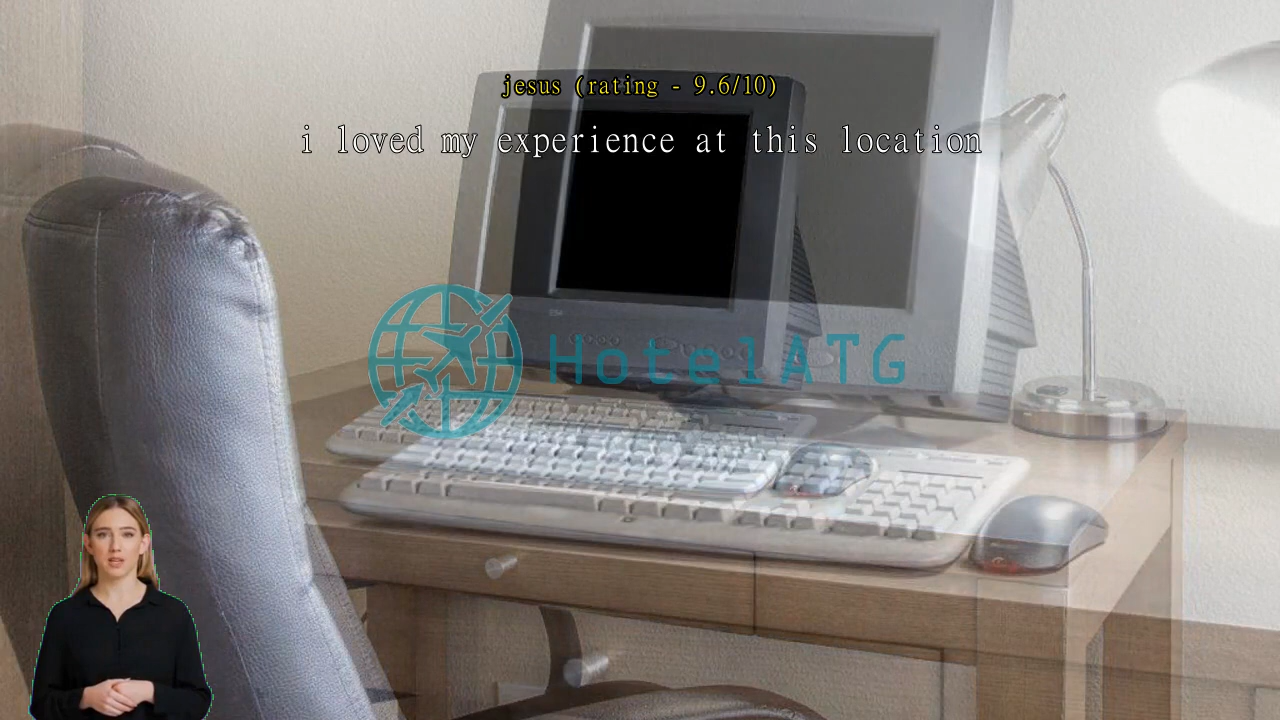 jesus (rating - 9.6/10)
i loved my experience at this location
HotelATG